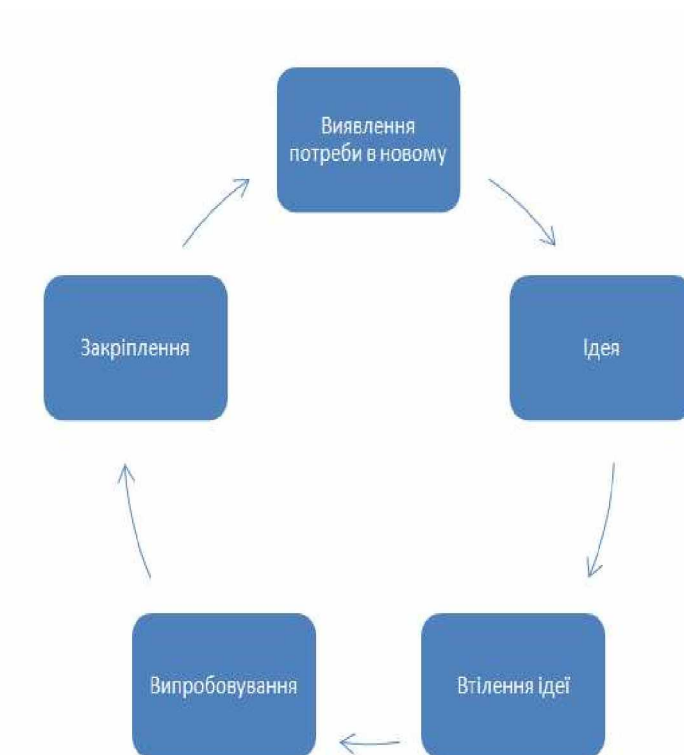 Виявлення
потреби в новому
Ідея
Втілення ідеї
Випробовування
Закріплення